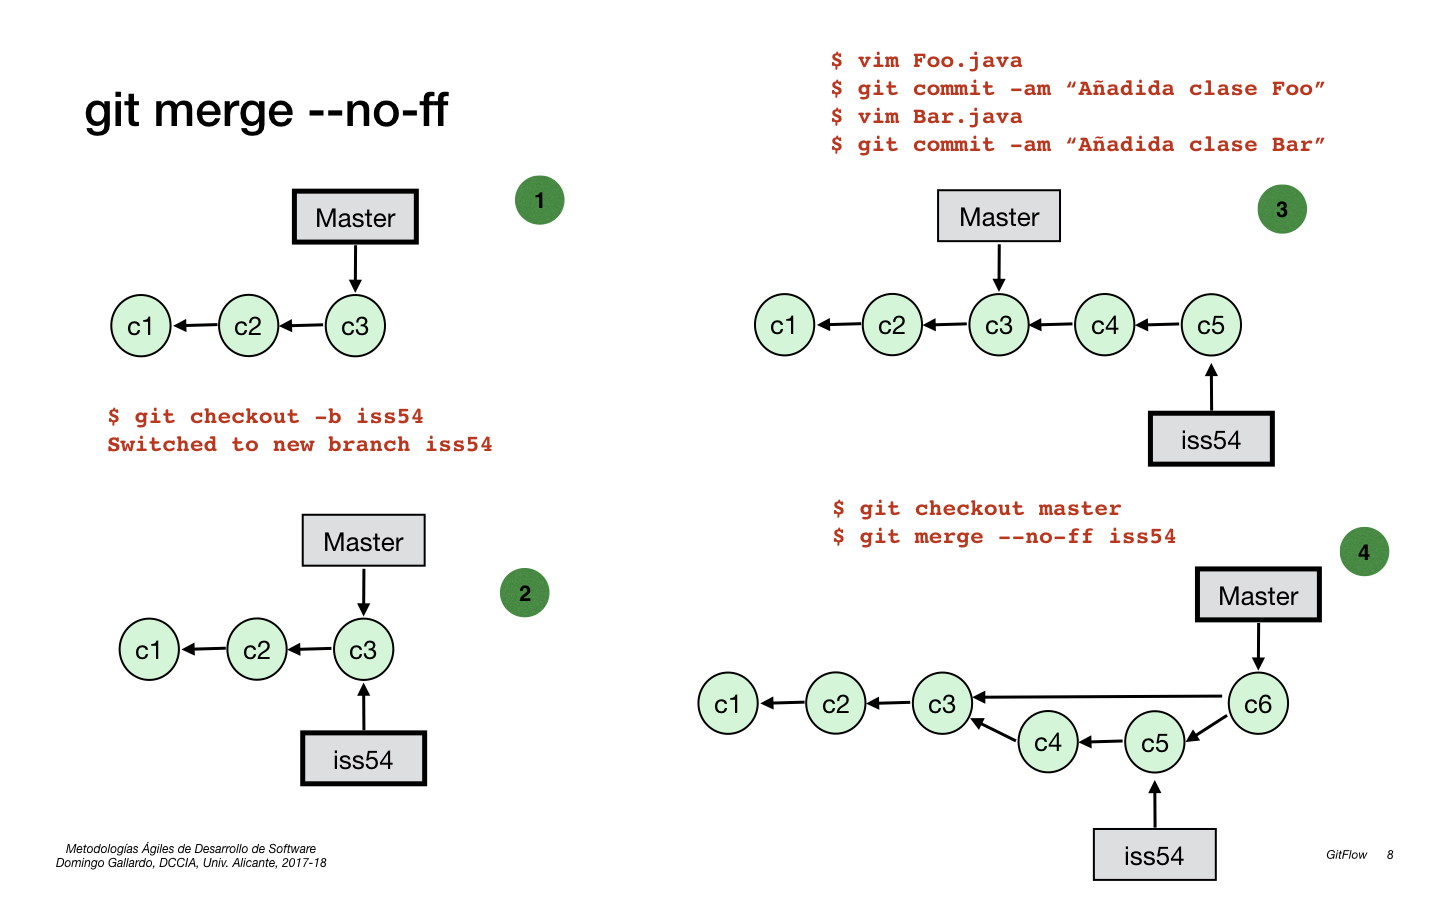 git merge --no-ff
Master
1
c1 c2 c3
$ git checkout -b iss54
Switched to new branch iss54
Master
2
c1 c2 c3
iss54
$ vim Foo.java
$ git commit -am “Añadida clase Foo”
$ vim Bar.java
$ git commit -am “Añadida clase Bar”
Master
3
c1 c2 c3 c4 c5
iss54
$ git checkout master
$ git merge --no-ff iss54
4
Master
c1 c2 c3 c6
c4 c5
iss54
Metodologías Ágiles de Desarrollo de Software
Domingo Gallardo, DCCIA, Univ. Alicante, 2017-18
GitFlow 8